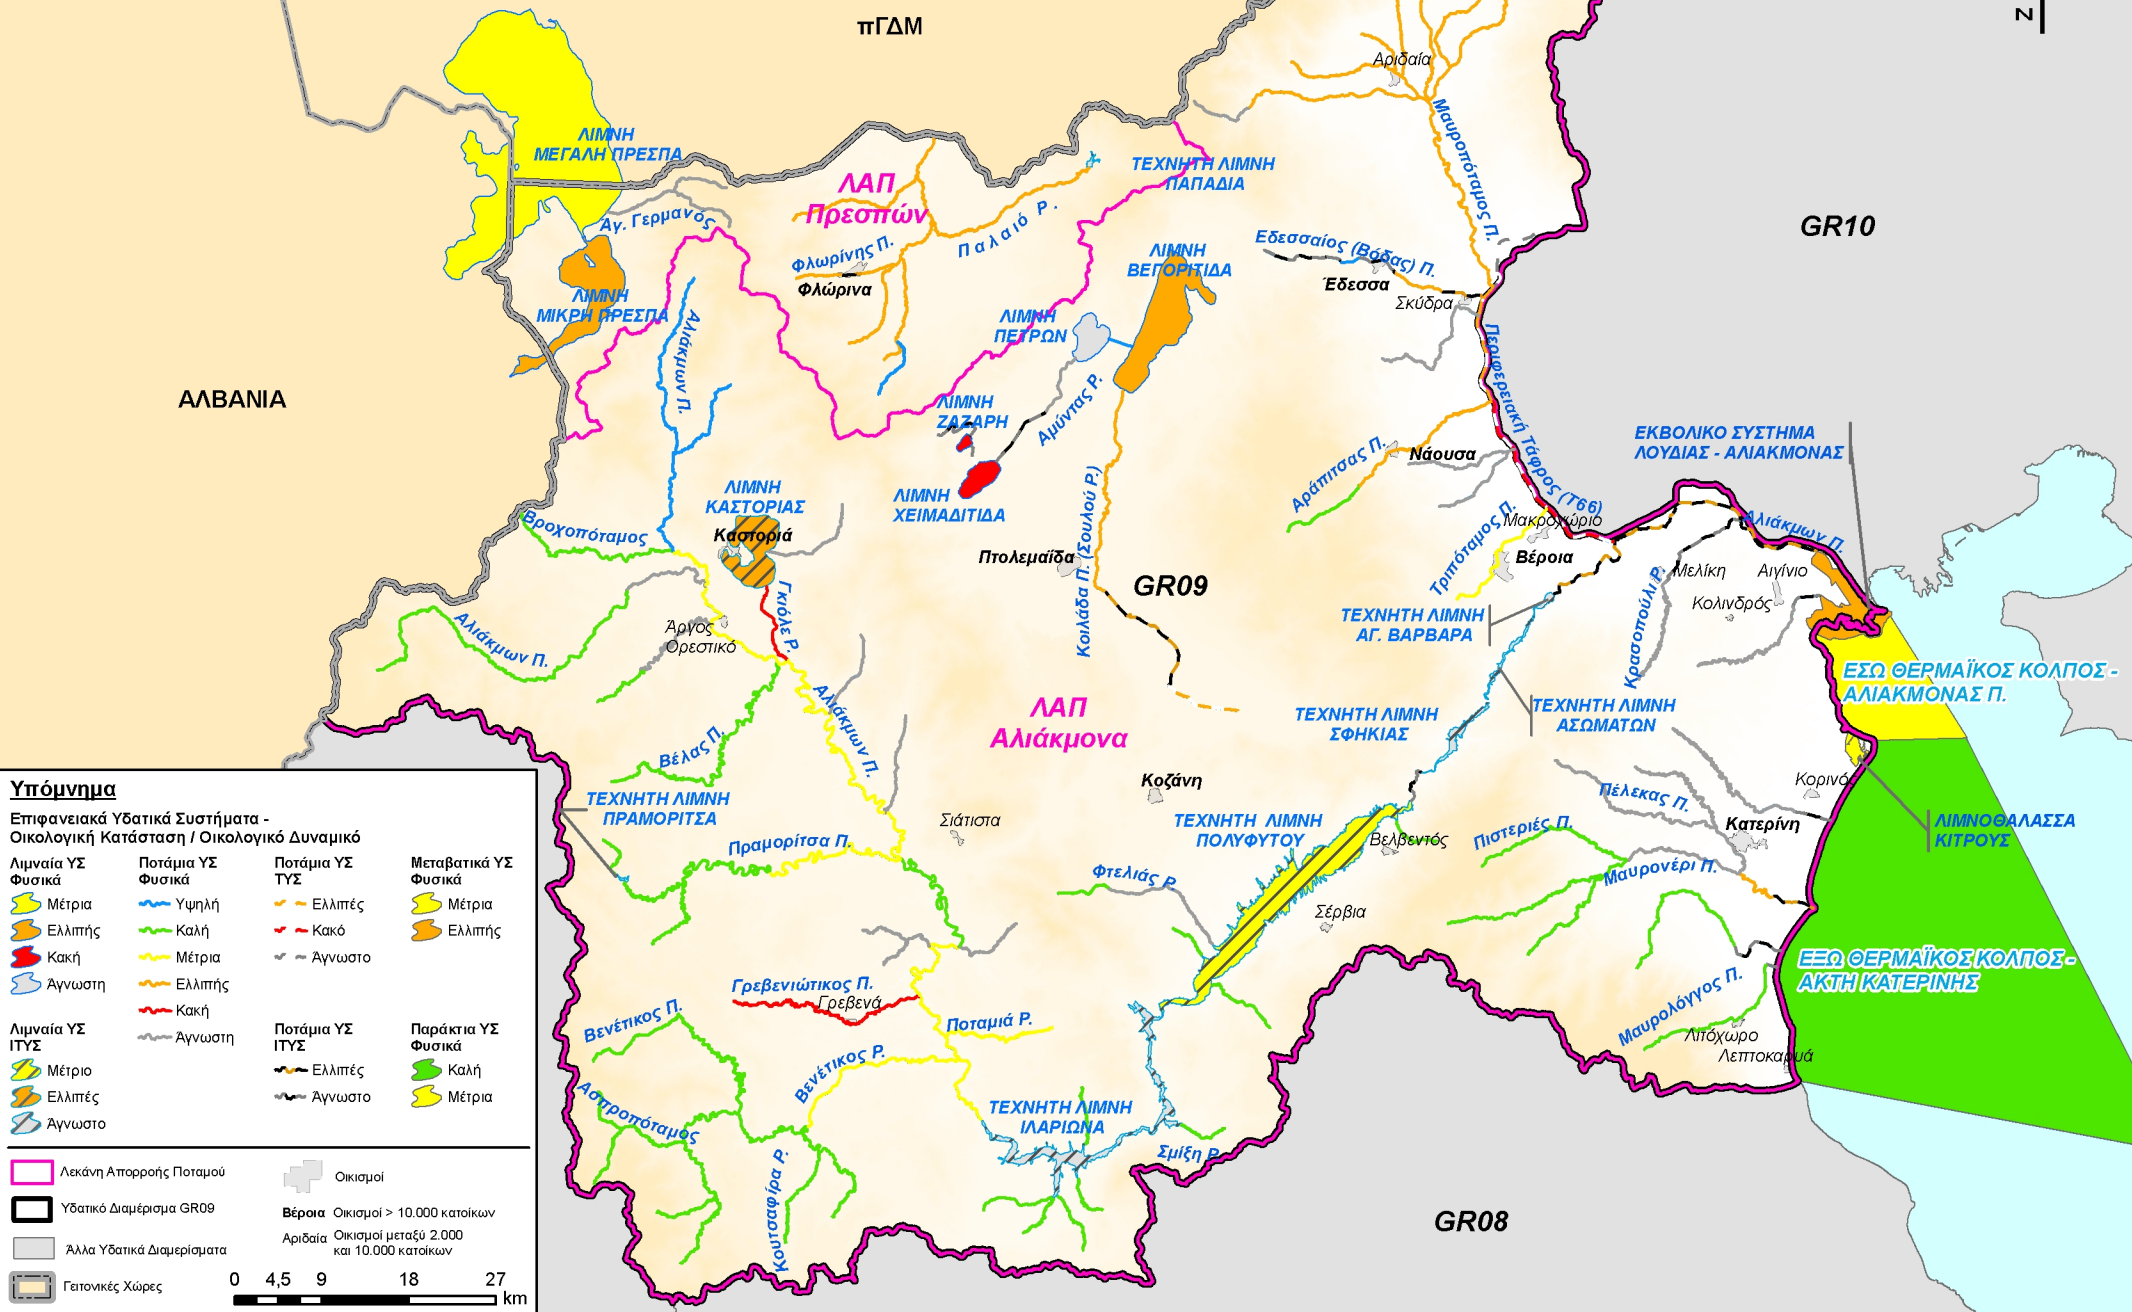 πΓΔΜ
Ζ
Αριδαία
Μαυροπόταμος Π.
ΛΙΜΝΗ
ΜΕΓΑΛΗ ΠΡΕΣΠΑ
ΤΕΧΝΗΤΗ ΛΙΜΝΗ
ΠΑΠΑΔΙΑ
ΛΑΠ
Πρεσπών
Αγ. Γερμανός
Παλαιό Ρ.
GR10
Φλωρίνης Π.
Φλώρινα
ΛΙΜΝΗ
ΒΕΓΟΡΙΤΙΔΑ
Εδεσσαίος (Βόδας) Π.
Έδεσσα
Σκύδρα
ΛΙΜΝΗ
ΜΙΚΡΗ ΠΡΕΣΠΑ
Αλιάκμων Π.
ΛΙΜΝΗ
ΠΕΤΡΩΝ
Περιφερειακή Τάφρος (Τ66)
ΑΛΒΑΝΙΑ
ΛΙΜΝΗ
ΖΑΖΑΡΗ
Αμύντας Ρ.
ΕΚΒΟΛΙΚΟ ΣΥΣΤΗΜΑ
ΛΟΥΔΙΑΣ - ΑΛΙΑΚΜΟΝΑΣ
Αράπιτσας Π.
Νάουσα
ΛΙΜΝΗ
ΚΑΣΤΟΡΙΑΣ
Καστοριά
ΛΙΜΝΗ
ΧΕΙΜΑΔΙΤΙΔΑ
Βροχοπόταμος
Κοιλάδα Π. (Σουλού Ρ.)
Πτολεμαΐδα
GR09
Τριπόταμος Π.
Μακροχώριο
Βέροια
Αλιάκμων Π.
Μελίκη
Αιγίνιο
Κολινδρός
Κρασοπούλι Ρ.
ΤΕΧΝΗΤΗ ΛΙΜΝΗ
ΑΓ. ΒΑΡΒΑΡΑ
Γκιόλε Ρ.
Άργος
Ορεστικό
Αλιάκμων Π.
ΕΣΩ ΘΕΡΜΑΪΚΟΣ ΚΟΛΠΟΣ -
ΑΛΙΑΚΜΟΝΑΣ Π.
Αλιάκμων Π.
ΛΑΠ
Αλιάκμονα
ΤΕΧΝΗΤΗ ΛΙΜΝΗ
ΣΦΗΚΙΑΣ
ΤΕΧΝΗΤΗ ΛΙΜΝΗ
ΑΣΩΜΑΤΩΝ
Βέλας Π.
Κοζάνη
Κορινός
ΤΕΧΝΗΤΗ ΛΙΜΝΗ
ΠΡΑΜΟΡΙΤΣΑ
Πέλεκας Π.
Σιάτιστα
ΤΕΧΝΗΤΗ ΛΙΜΝΗ
ΠΟΛΥΦΥΤΟΥ
Βελβεντός
Πιστεριές Π.
Κατερίνη
ΛΙΜΝΟΘΑΛΑΣΣΑ
ΚΙΤΡΟΥΣ
Πραμορίτσα Π.
Φτελιάς Ρ.
Μαυρονέρι Π.
Σέρβια
ΕΞΩ ΘΕΡΜΑΪΚΟΣ ΚΟΛΠΟΣ -
ΑΚΤΗ ΚΑΤΕΡΙΝΗΣ
Γρεβενιώτικος Π.
Γρεβενά
Βενέτικος Π.
Ποταμιά Ρ.
Μαυρολόγγος Π.
Λιτόχωρο
Λεπτοκαρυά
Βενέτικος Ρ.
Ασπροπόταμος
ΤΕΧΝΗΤΗ ΛΙΜΝΗ
ΙΛΑΡΙΩΝΑ
Σμίξη Ρ.
Κουτσαφίρα Ρ.
GR08
Υπόμνημα
Επιφανειακά Υδατικά Συστήματα -
Οικολογική Κατάσταση / Οικολογικό Δυναμικό
Λιμναία ΥΣ
Φυσικά
Μέτρια
Ελλιπής
Κακή
Άγνωστη
Λιμναία ΥΣ
ΙΤΥΣ
Μέτριο
Ελλιπές
Άγνωστο
Ποτάμια ΥΣ
Φυσικά
Υψηλή
Καλή
Μέτρια
Ελλιπής
Κακή
Άγνωστη
Ποτάμια ΥΣ
ΤΥΣ
Ελλιπές
Κακό
Άγνωστο
Ποτάμια ΥΣ
ΙΤΥΣ
Ελλιπές
Άγνωστο
Μεταβατικά ΥΣ
Φυσικά
Μέτρια
Ελλιπής
Παράκτια ΥΣ
Φυσικά
Καλή
Μέτρια
Λεκάνη Απορροής Ποταμού
Υδατικό Διαμέρισμα GR09
Άλλα Υδατικά Διαμερίσματα
Γειτονικές Χώρες
Οικισμοί
Βέροια Οικισμοί > 10.000 κατοίκων
Αριδαία Οικισμοί μεταξύ 2.000
και 10.000 κατοίκων
0 4,5 9 18 27
km